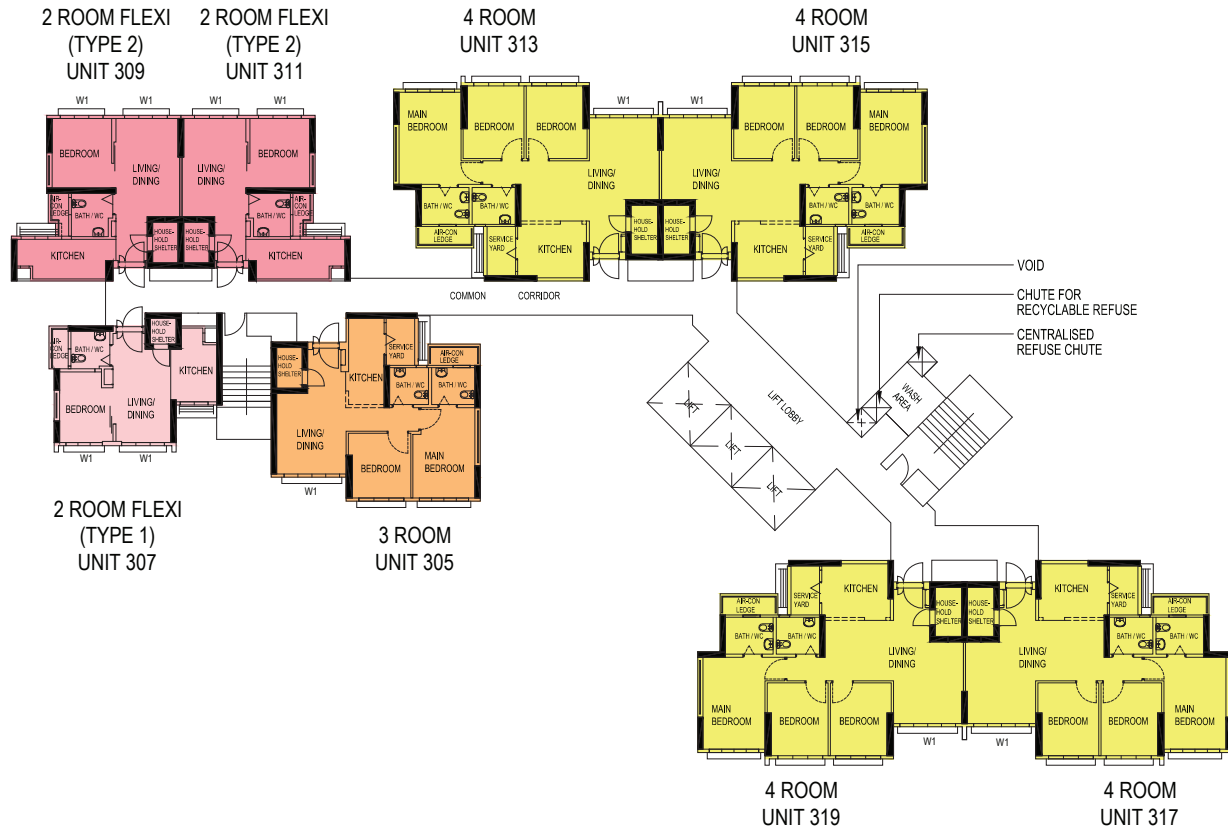 2 ROOM FLEXI
(TYPE 2)
UNIT 309
2 ROOM FLEXI
(TYPE 2)
UNIT 311
4 ROOM
UNIT 313
4 ROOM
UNIT 315
W1
W1
W1
W1
BEDROOM
LIVING/
DINING
LIVING/
DINING
BEDROOM
AIR-
CON
LEDGE
BATH / WC
HOUSE-
HOLD
SHELTER
HOUSE-
HOLD
SHELTER
BATH / WC
AIR-
CON
LEDGE
KITCHEN
KITCHEN
W1
W1
MAIN
BEDROOM
BEDROOM
BEDROOM
LIVING/
DINING
LIVING/
DINING
BEDROOM
BEDROOM
MAIN
BEDROOM
BATH / WC
BATH / WC
AIR-CON
LEDGE
SERVICE
YARD
KITCHEN
HOUSE-
HOLD
SHELTER
HOUSE-
HOLD
SHELTER
KITCHEN
SERVICE
YARD
BATH / WC
BATH / WC
AIR-CON
LEDGE
COMMON CORRIDOR
VOID
CHUTE FOR
RECYCLABLE REFUSE
CENTRALISED
REFUSE CHUTE
AIR-
CON
LEDGE
BATH / WC
HOUSE-
HOLD
SHELTER
KITCHEN
BEDROOM
LIVING/
DINING
W1
W1
HOUSE-
HOLD
SHELTER
KITCHEN
SERVICE
YARD
AIR-CON
LEDGE
BATH / WC
BATH / WC
LIVING/
DINING
BEDROOM
MAIN
BEDROOM
W1
LIFT
LIFT
LIFT
LIFT LOBBY
WASH
AREA
2 ROOM FLEXI
(TYPE 1)
UNIT 307
3 ROOM
UNIT 305
AIR-CON
LEDGE
SERVICE
YARD
KITCHEN
HOUSE-
HOLD
SHELTER
HOUSE-
HOLD
SHELTER
KITCHEN
SERVICE
YARD
AIR-CON
LEDGE
BATH / WC
BATH / WC
LIVING/
DINING
LIVING/
DINING
BATH / WC
BATH / WC
MAIN
BEDROOM
BEDROOM
BEDROOM
BEDROOM
BEDROOM
MAIN
BEDROOM
W1
W1
4 ROOM
UNIT 319
4 ROOM
UNIT 317